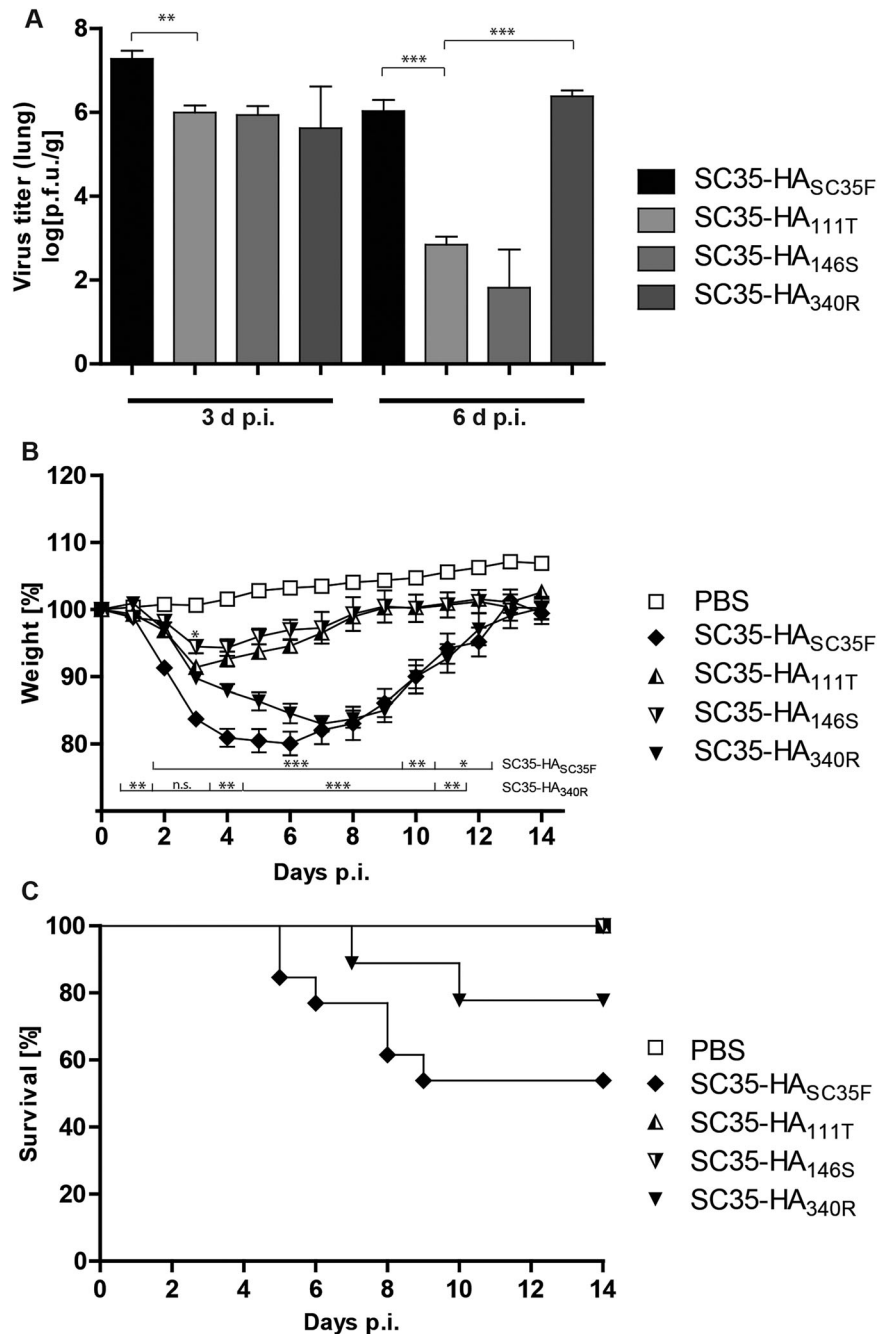 A
Virus titer (lung)
log[p.f.u./g]
8
6
4
2
0
**
***
***
3 d p.i.
6 d p.i.
SC35-HASC35F
SC35-HA111T
SC35-HA146S
SC35-HA340R
B
Weight [%]
120
110
100
90
80
*
*** ** * SC35-HASC35F
** n.s. ** *** ** SC35-HA340R
0 2 4 6 8 10 12 14
Days p.i.
PBS
SC35-HASC35F
SC35-HA111T
SC35-HA146S
SC35-HA340R
C
Survival [%]
100
80
60
40
20
0
0 2 4 6 8 10 12 14
Days p.i.
PBS
SC35-HASC35F
SC35-HA111T
SC35-HA146S
SC35-HA340R